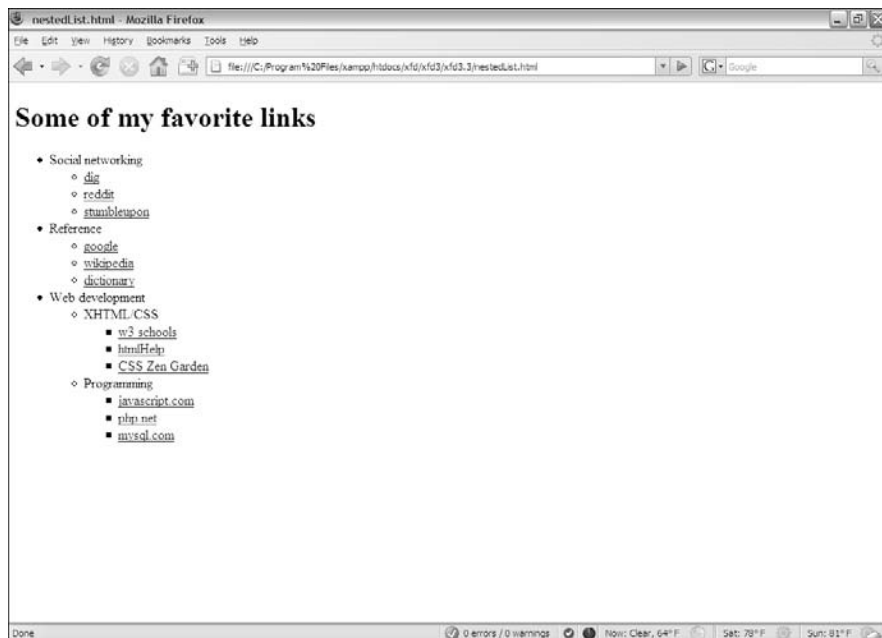 nestedList.html - Mozilla Firefox
File Edit View History Bookmarks Tools Help
file:///C:/Program%20Files/xampp/htdocs/xfd/xfd3/xfd3.3/nestedList.html
G Google
Some of my favorite links
Social networking
dig
reddit
stumbleupon
Reference
google
wikipedia
dictionary
Web development
XHTML/CSS
w3 schools
htmlHelp
CSS Zen Garden
Programming
javascript.com
php.net
mysql.com
Done 0 errors / 0 warnings Now: Clear, 64° F Sat: 78° F Sun: 81° F